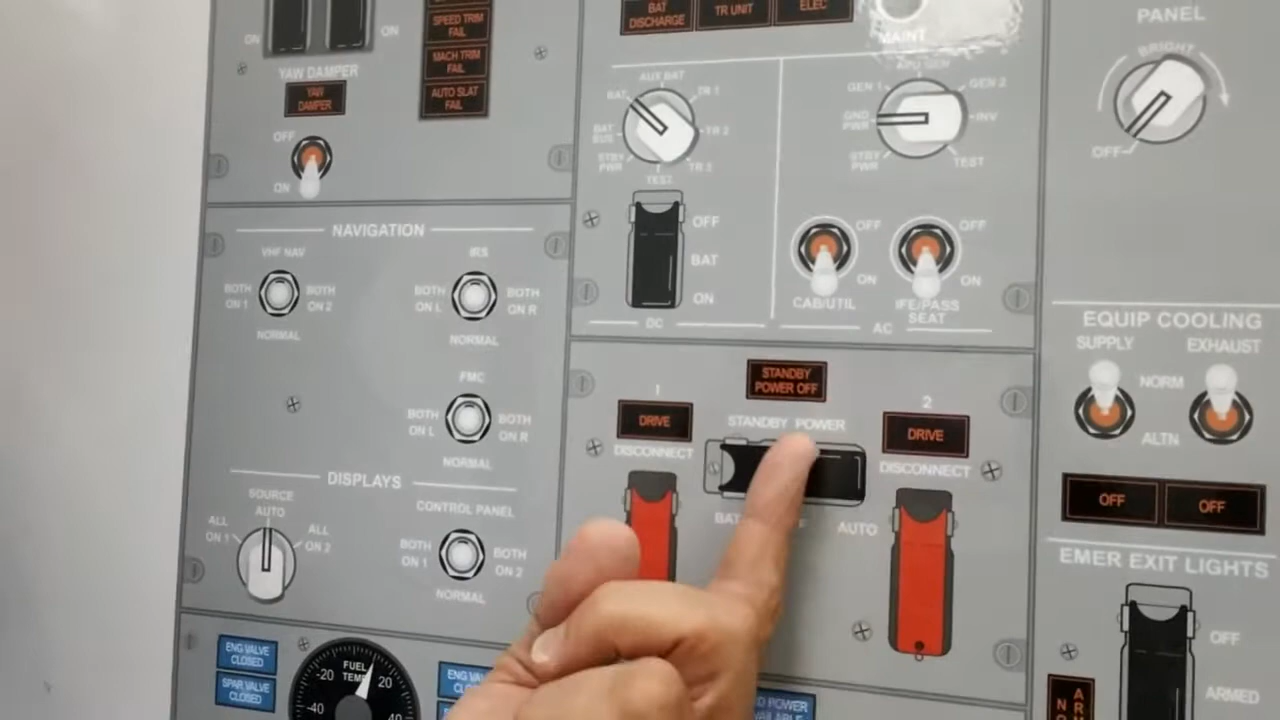 ON
ON
YAW DAMPER
YAW
DAMPER
OFF
ON
SPEED TRIM
FAIL
MACH TRIM
FAIL
AUTO SLAT
FAIL
BAT
DISCHARGE
TR UNIT
ELEC
MAINT
AUX BAT
BAT
TR 1
BAT
BUS
TR 2
STBY
PWR
TR 3
TEST
OFF
BAT
ON
DC
APU GEN
GEN 1
GEN 2
GND
PWR
INV
STBY
PWR
TEST
OFF
ON
CAB/UTIL
OFF
ON
IFE/PASS
SEAT
AC
PANEL
BRIGHT
OFF
NAVIGATION
VHF NAV
BOTH
ON 1
BOTH
ON 2
NORMAL
IRS
BOTH
ON L
BOTH
ON R
NORMAL
FMC
BOTH
ON L
BOTH
ON R
NORMAL
DISPLAYS
SOURCE
AUTO
ALL
ON 1
ALL
ON 2
CONTROL PANEL
BOTH
ON 1
BOTH
ON 2
NORMAL
STANDBY
POWER OFF
1
DRIVE
DISCONNECT
STANDBY POWER
BAT
AUTO
2
DRIVE
DISCONNECT
EQUIP COOLING
SUPPLY
EXHAUST
NORM
ALTN
OFF
OFF
EMER EXIT LIGHTS
OFF
ARMED
ENG VALVE
CLOSED
SPAR VALVE
CLOSED
FUEL
TEMP
-20
20
-40
40